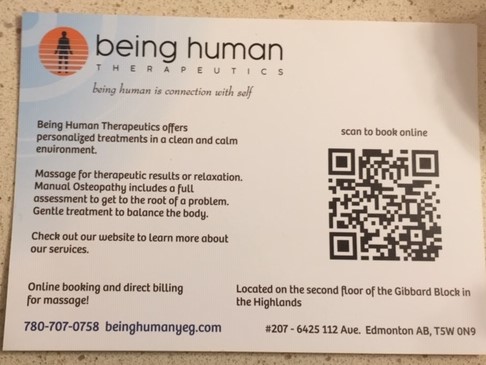 being human
THERAPEUTICS
being human is connection with self
Being Human Therapeutics offers
personalized treatments in a clean and calm
environment.
Massage for therapeutic results or relaxation.
Manual Osteopathy includes a full
assessment to get to the root of a problem.
Gentle treatment to balance the body.
Check out our website to learn more about
our services.
Online booking and direct billing
for massage!
780-707-0758 beinghumanyeg.com
scan to book online
Located on the second floor of the Gibbard Block in
the Highlands
#207 - 6425 112 Ave. Edmonton AB, T5W 0N9